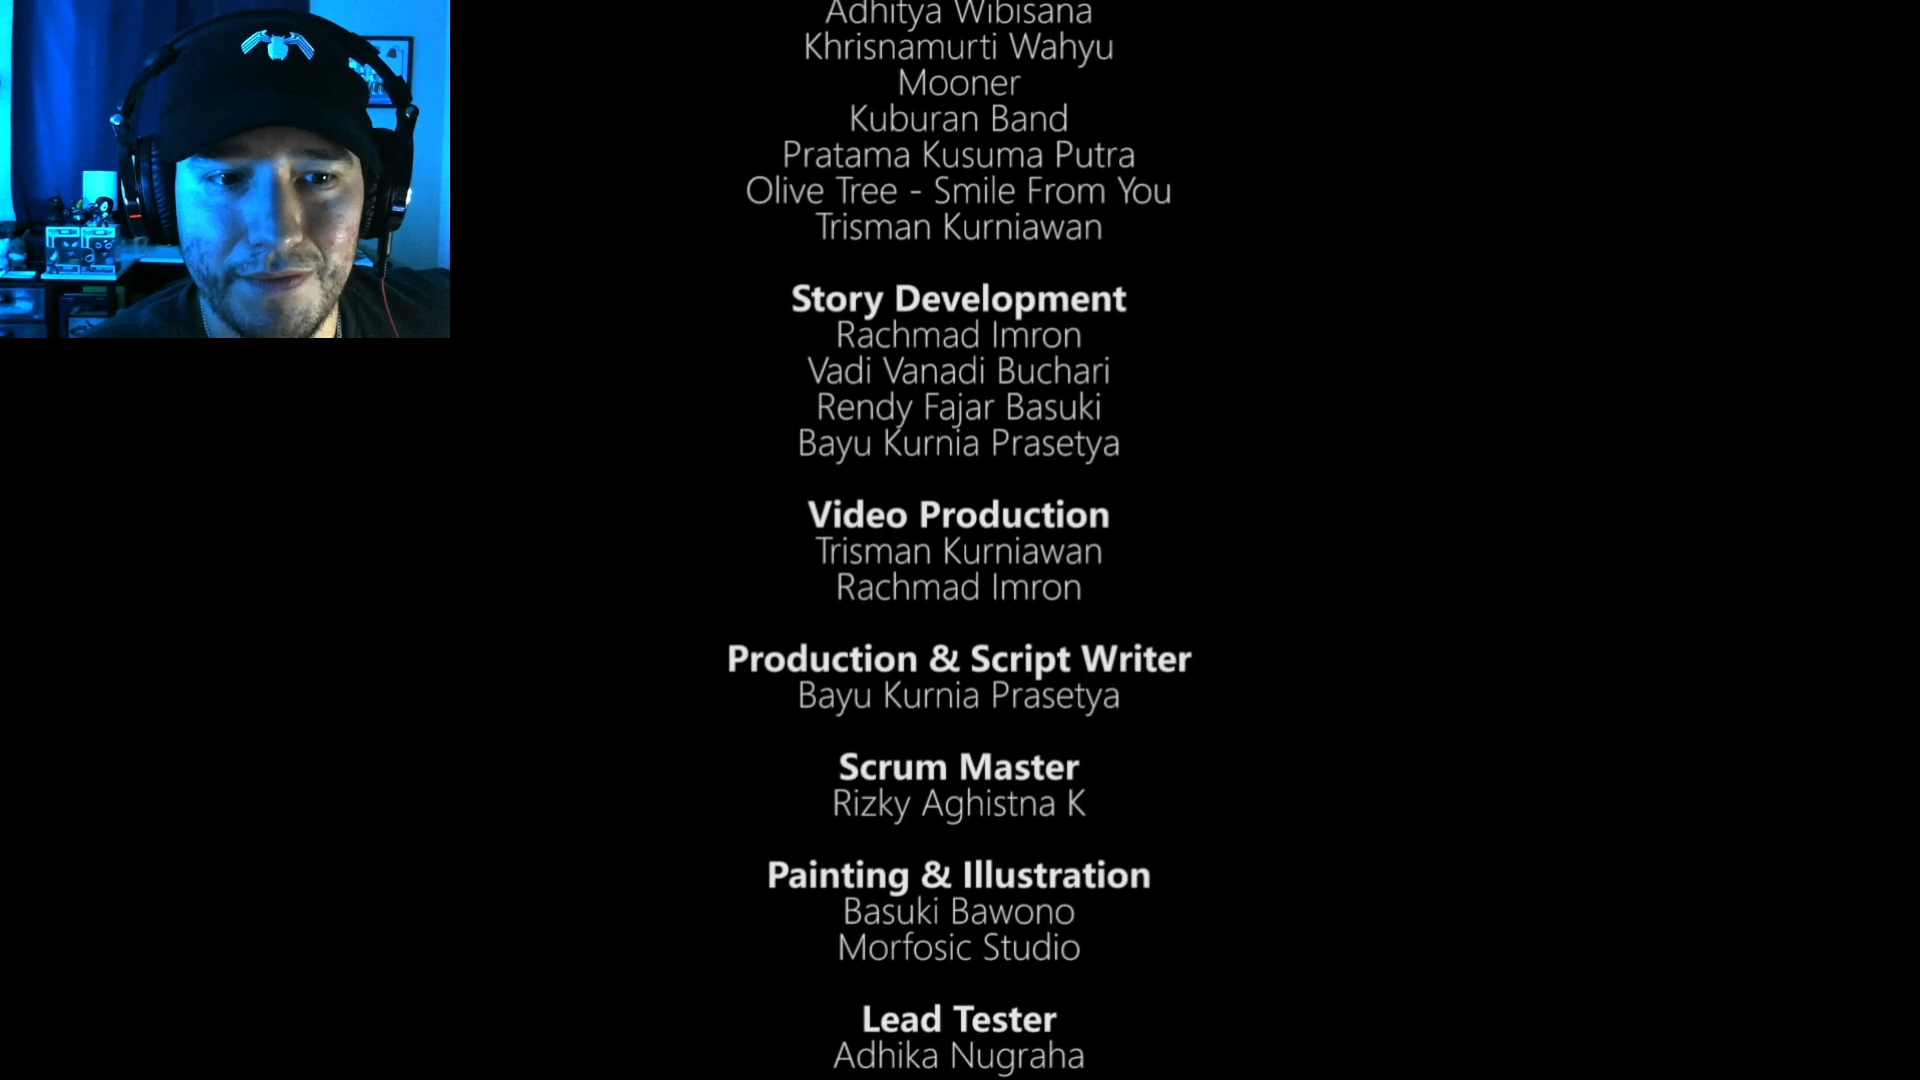 Adhitya Wibisana
Khrisnamurti Wahyu
Mooner
Kuburan Band
Pratama Kusuma Putra
Olive Tree - Smile From You
Trisman Kurniawan
Story Development
Rachmad Imron
Vadi Vanadi Buchari
Rendy Fajar Basuki
Bayu Kurnia Prasetya
Video Production
Trisman Kurniawan
Rachmad Imron
Production & Script Writer
Bayu Kurnia Prasetya
Scrum Master
Rizky Aghistna K
Painting & Illustration
Basuki Bawono
Morfosic Studio
Lead Tester
Adhika Nugraha